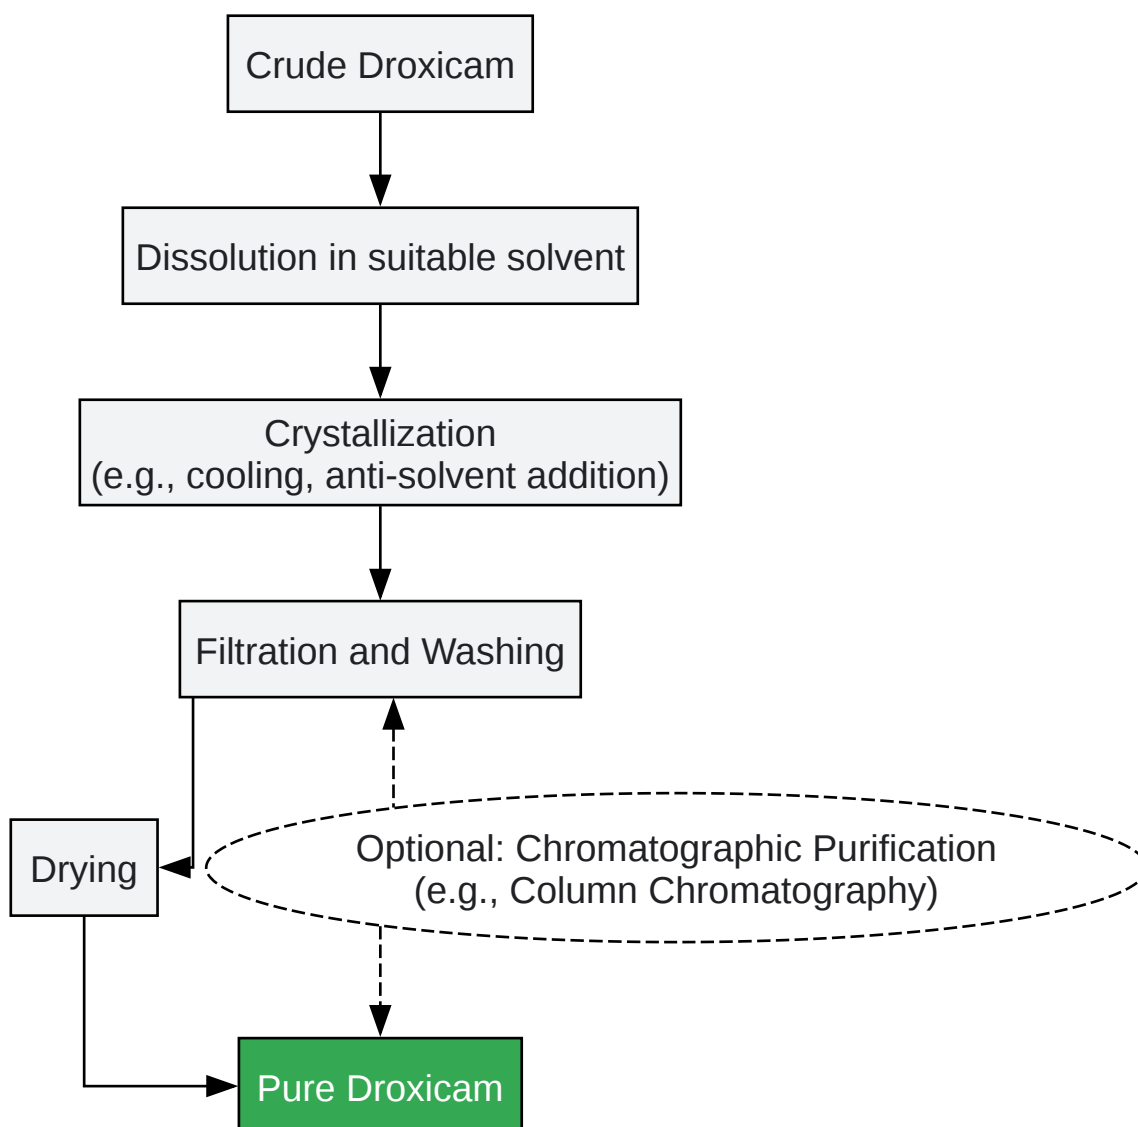 Crude Droxicam
Dissolution in suitable solvent
Crystallization
(e.g., cooling, anti-solvent addition)
Filtration and Washing
Drying
Optional: Chromatographic Purification
(e.g., Column Chromatography)
Pure Droxicam